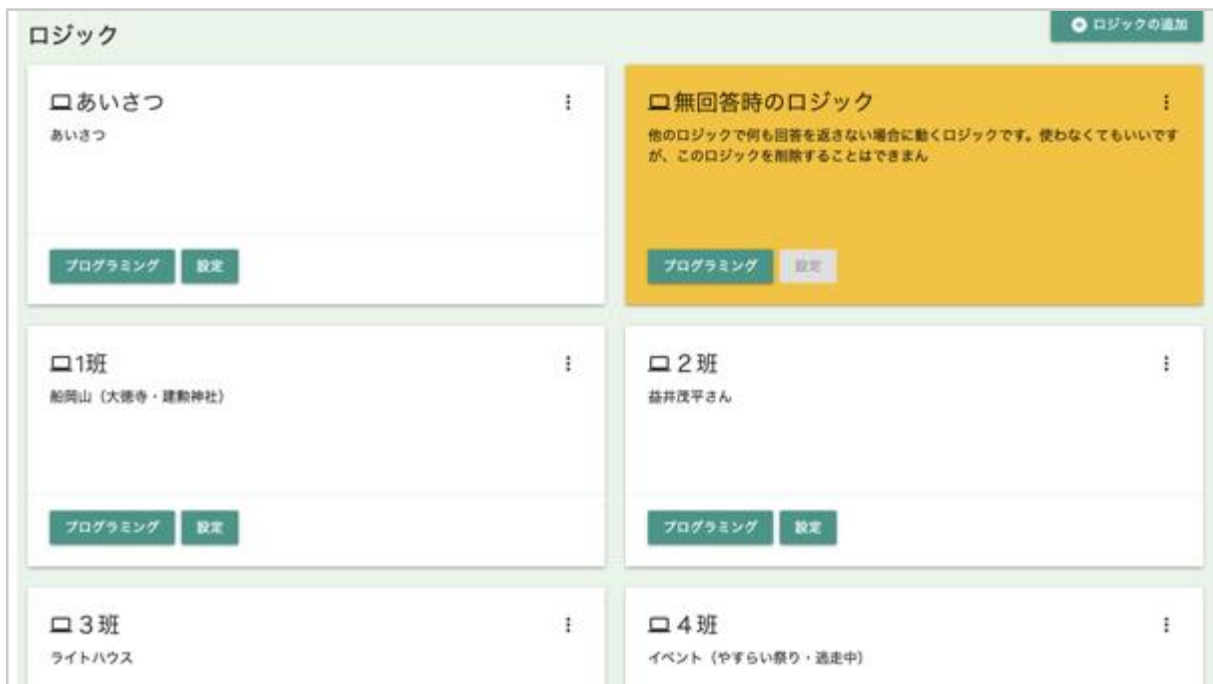 ロジック
ロジックの追加
あいさつ
あいさつ
プログラミング 設定
無回答時のロジック
他のロジックで何も回答を返さない場合に動くロジックです。使わなくてもいいです
が、このロジックを削除することはできまん
プログラミング 設定
1班
船岡山（大徳寺・建勲神社）
プログラミング 設定
２班
益井茂平さん
プログラミング 設定
３班
ライトハウス
４班
イベント（やすらい祭り・逃走中）